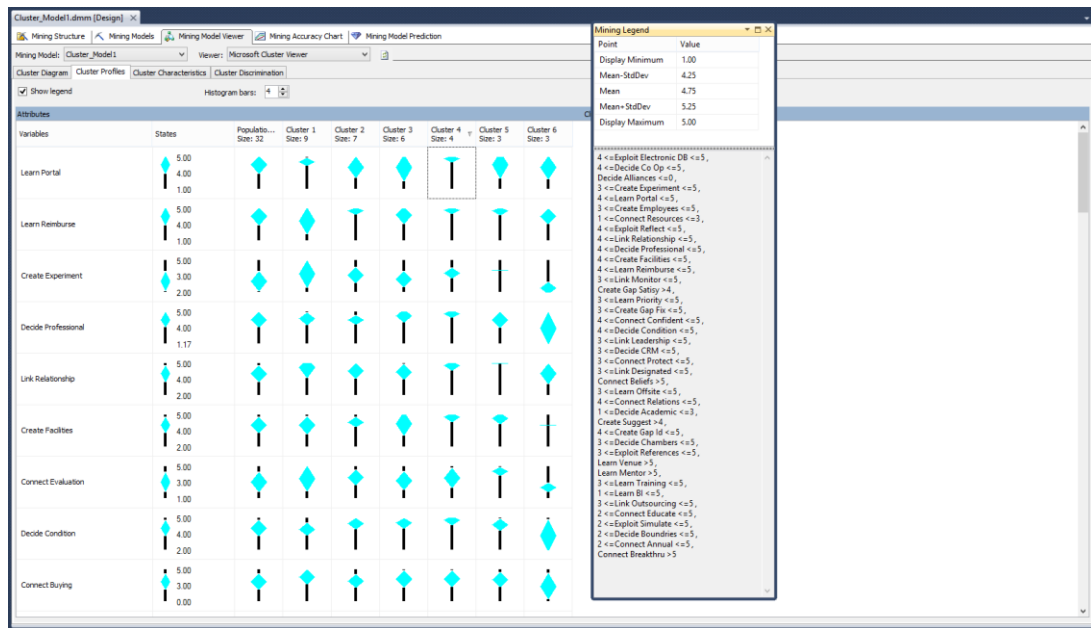 Cluster_Model1.dmm [Design]
Mining Structure Mining Models Mining Model Viewer Mining Accuracy Chart Mining Model Prediction
Mining Model: Cluster_Model1 Viewer: Microsoft Cluster Viewer
Cluster Diagram Cluster Profiles Cluster Characteristics Cluster Discrimination
Show legend Histogram bars: 4
Attributes
Variables States Populatio... Size: 32 Cluster 1 Size: 9 Cluster 2 Size: 7 Cluster 3 Size: 6 Cluster 4 Size: 4 Cluster 5 Size: 3 Cluster 6 Size: 3
Learn Portal 5.00 4.00 1.00
Learn Reimburse 5.00 4.00 1.00
Create Experiment 5.00 3.00 2.00
Decide Professional 5.00 4.00 1.17
Link Relationship 5.00 4.00 2.00
Create Facilities 5.00 4.00 2.00
Connect Evaluation 5.00 3.00 1.00
Decide Condition 5.00 4.00 2.00
Connect Buying 5.00 3.00 0.00
Mining Legend
Point Value
Display Minimum 1.00
Mean-StdDev 4.25
Mean 4.75
Mean+StdDev 5.25
Display Maximum 5.00
4 <=Exploit Electronic DB <=5,
4 <=Decide Co Op <=5,
Decide Alliances <=0,
3 <=Create Experiment <=5,
4 <=Learn Portal <=5,
3 <=Create Employees <=5,
1 <=Connect Resources <=3,
4 <=Exploit Reflect <=5,
4 <=Link Relationship <=5,
4 <=Decide Professional <=5,
4 <=Create Facilities <=5,
4 <=Learn Reimburse <=5,
3 <=Link Monitor <=5,
Create Gap Satisy >4,
3 <=Learn Priority <=5,
3 <=Create Gap Fix <=5,
4 <=Connect Confident <=5,
4 <=Decide Condition <=5,
3 <=Link Leadership <=5,
3 <=Decide CRM <=5,
3 <=Connect Protect <=5,
3 <=Link Designated <=5,
Connect Beliefs >5,
3 <=Learn Offsite <=5,
4 <=Connect Relations <=5,
1 <=Decide Academic <=3,
Create Suggest >4,
4 <=Create Gap Id <=5,
3 <=Decide Chambers <=5,
3 <=Exploit References <=5,
Learn Venue >5,
Learn Mentor >5,
3 <=Learn Training <=5,
1 <=Learn BI <=5,
3 <=Link Outsourcing <=5,
2 <=Connect Educate <=5,
2 <=Exploit Simulate <=5,
2 <=Decide Boundries <=5,
2 <=Connect Annual <=5,
Connect Breakthru >5